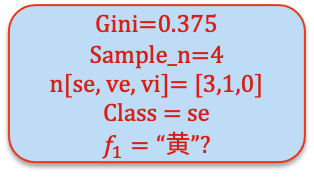 Gini=0.375
Sample_n=4
n[se, ve, vi]= [3,1,0]
Class = se
f₁ = “黄”?